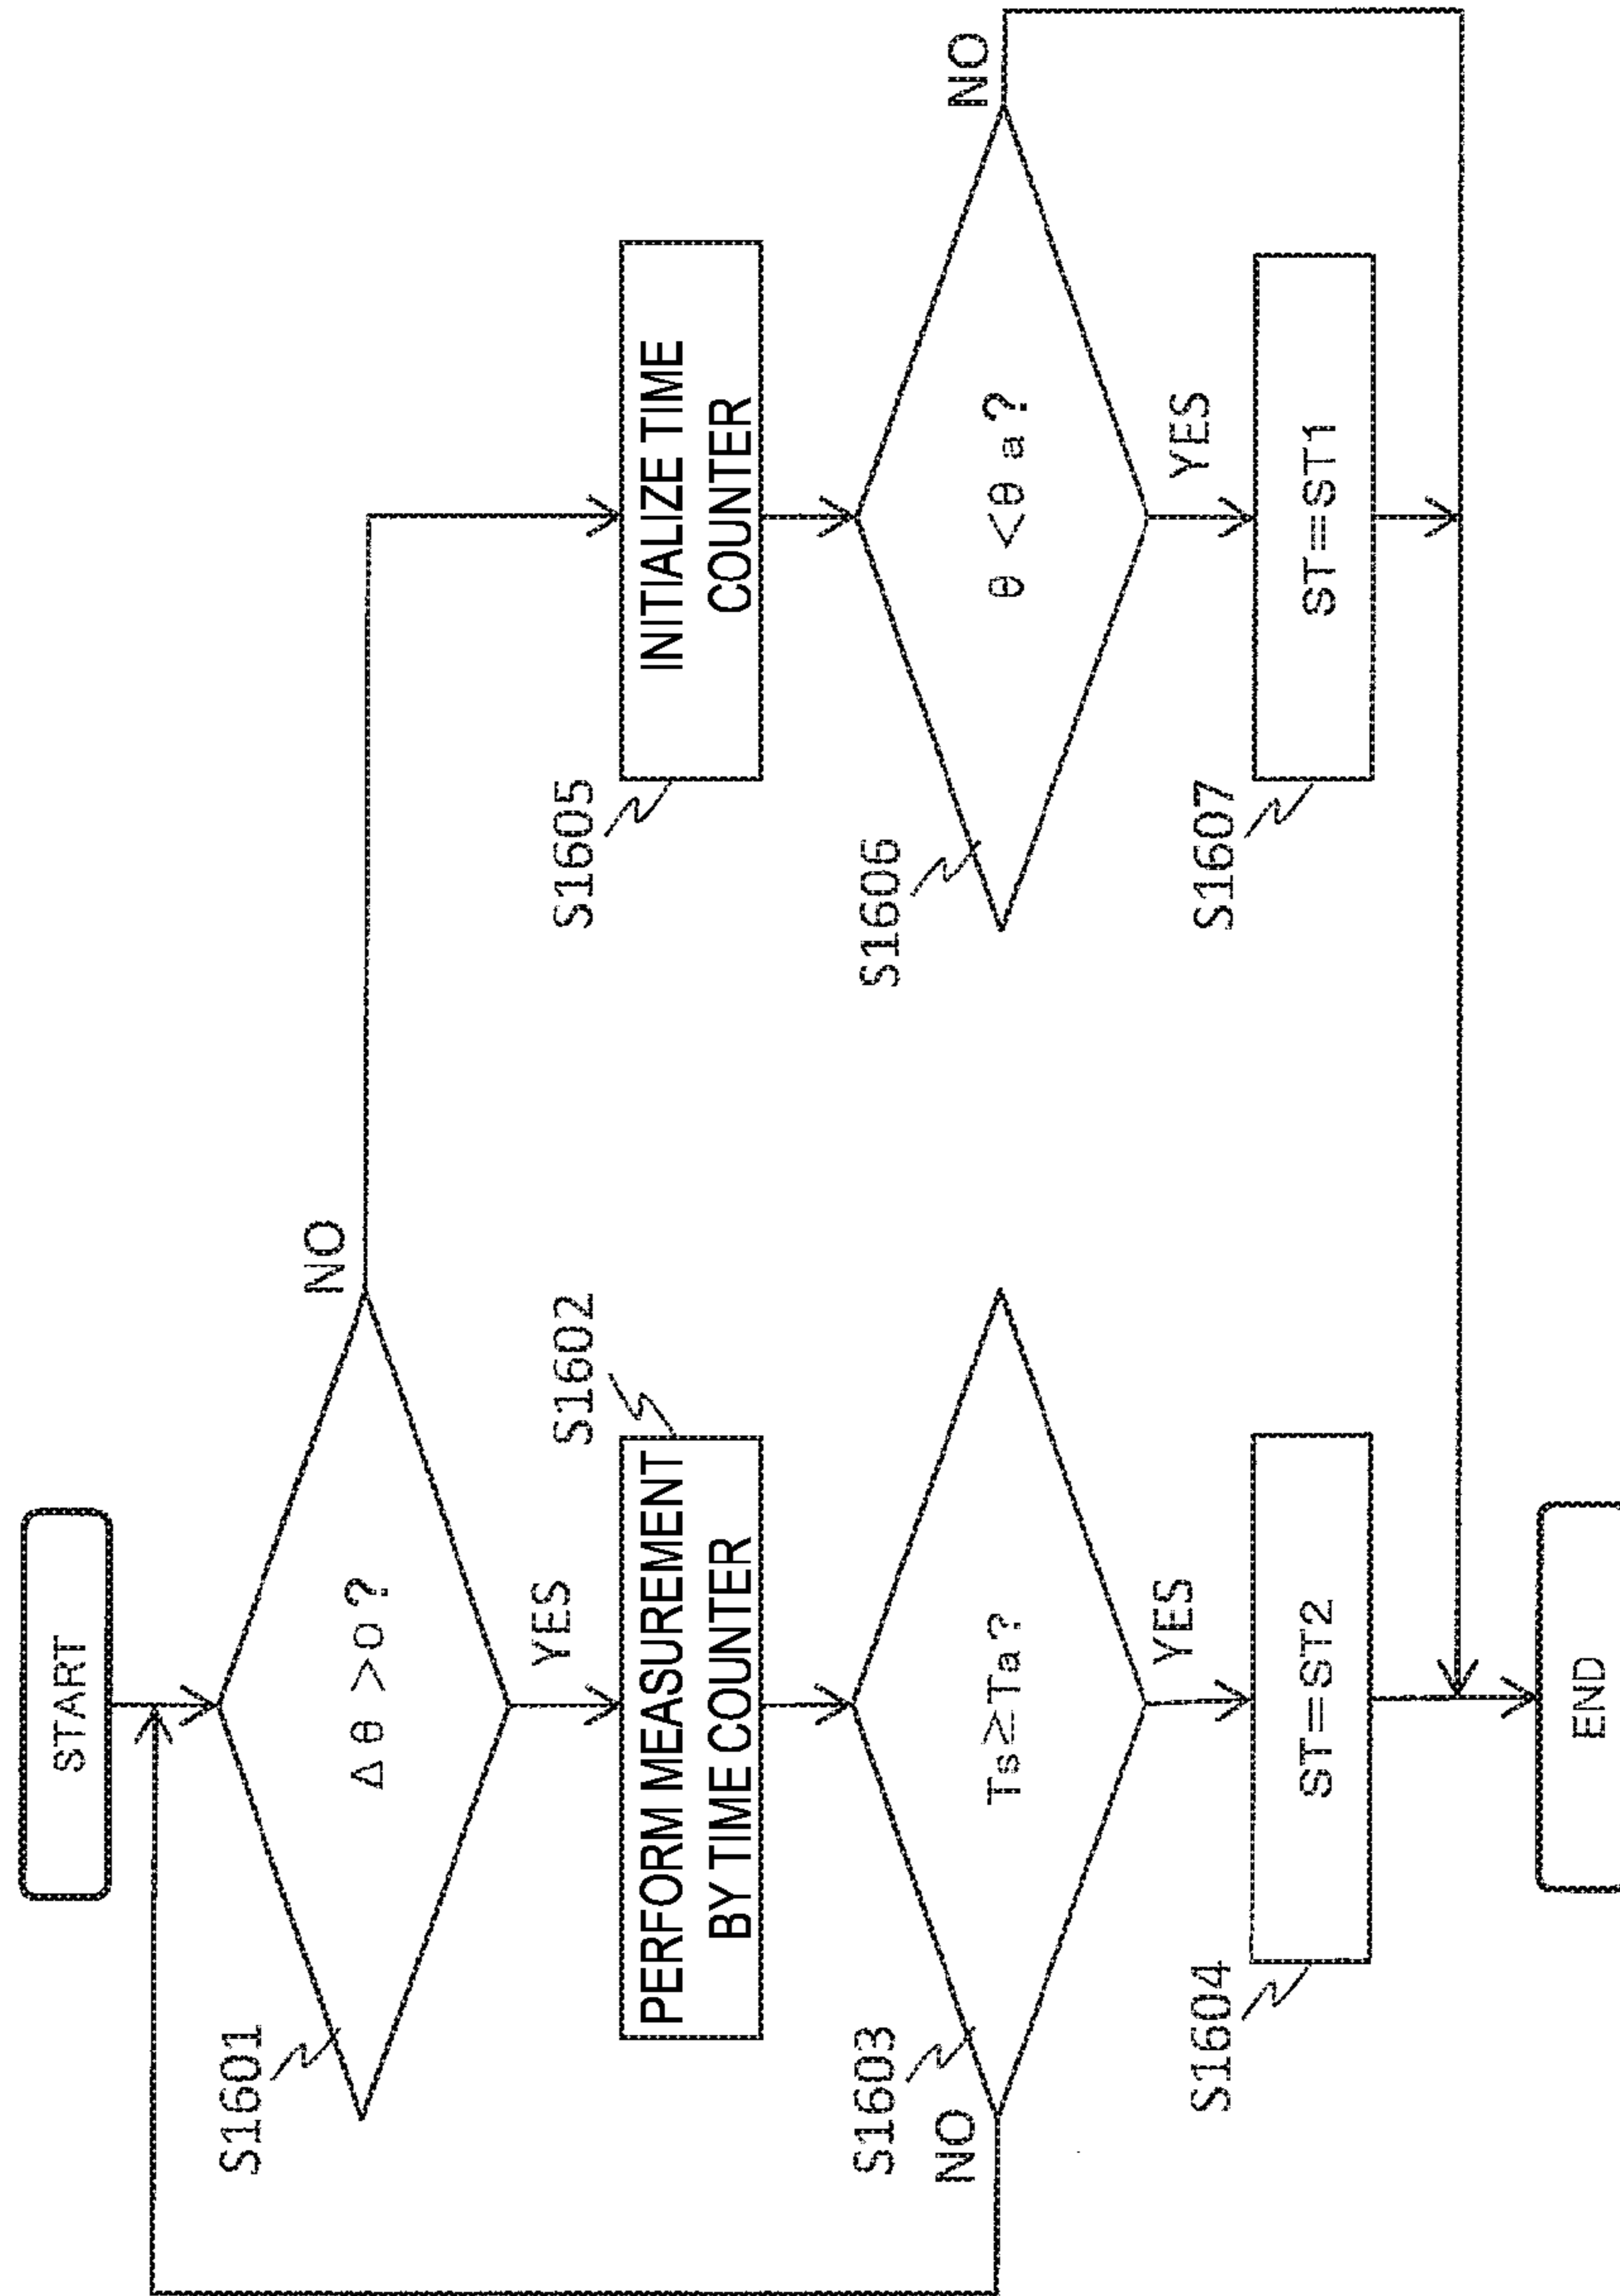 START
S1601
Δθ>0?
NO
YES
S1602
PERFORM MEASUREMENT
BY TIME COUNTER
S1603
Ts≥Ta?
NO
YES
S1604
ST=ST2
S1605
INITIALIZE TIME
COUNTER
S1606
θ<θa?
NO
YES
S1607
ST=ST1
END